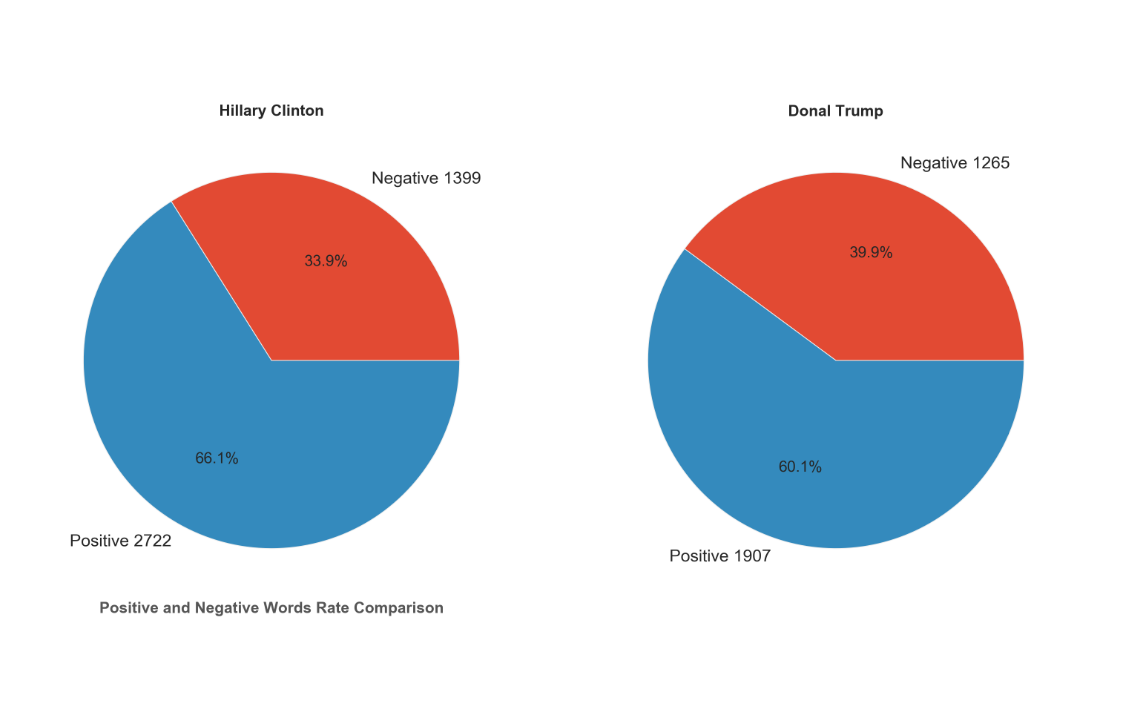 Hillary Clinton
Negative 1399
33.9%
66.1%
Positive 2722
Donal Trump
Negative 1265
39.9%
60.1%
Positive 1907
Positive and Negative Words Rate Comparison